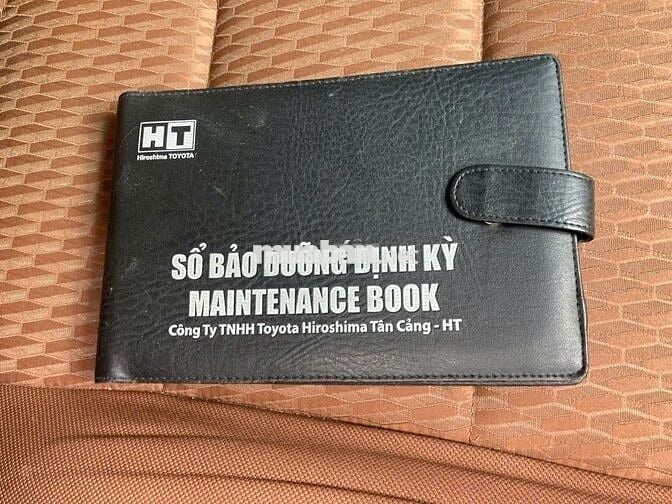 HT
Hiroshima TOYOTA
SỔ BẢO DƯỠNG ĐỊNH KỲ
MAINTENANCE BOOK
Công Ty TNHH Toyota Hiroshima Tân Cảng - HT